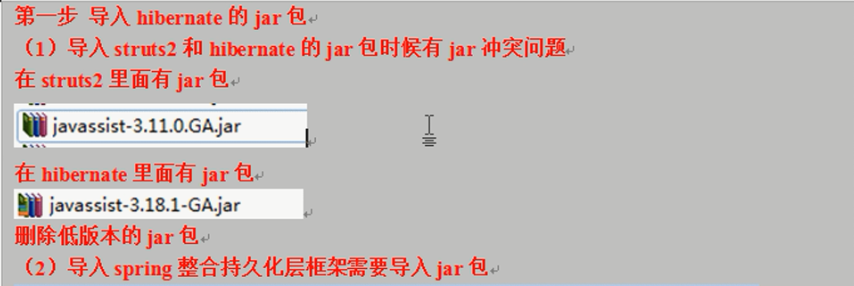 第一步 导入 hibernate 的 jar 包
（1）导入 struts2 和 hibernate 的 jar 包时候有 jar 冲突问题
在 struts2 里面有 jar 包
javassist-3.11.0.GA.jar
在 hibernate 里面有 jar 包
javassist-3.18.1-GA.jar
删除低版本的 jar 包
（2）导入 spring 整合持久化层框架需要导入 jar 包